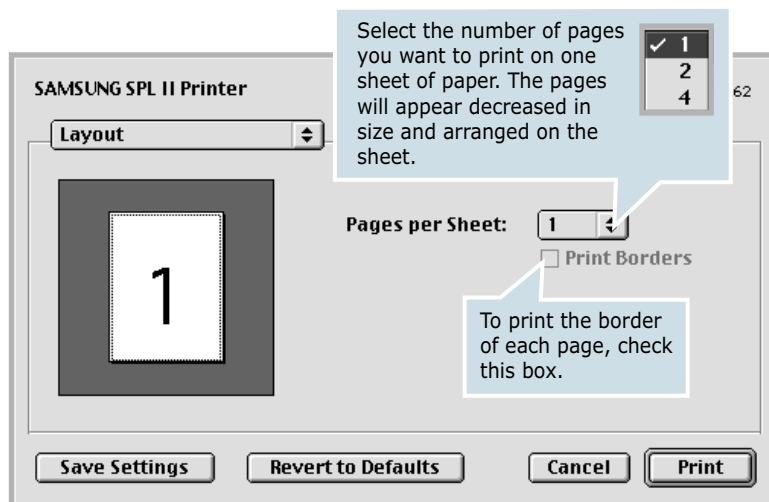 Select the number of pages
you want to print on one
sheet of paper. The pages
will appear decreased in
size and arranged on the
sheet.
✓ 1
2
4
SAMSUNG SPL II Printer
62
Layout
1
Pages per Sheet: 1
Print Borders
To print the border
of each page, check
this box.
Save Settings Revert to Defaults Cancel Print